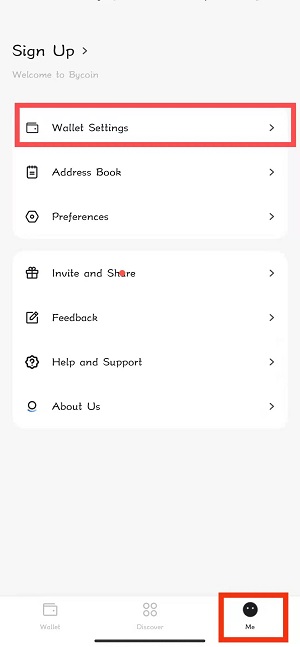 Sign Up
Welcome to Bycoin
Wallet Settings
Address Book
Preferences
Invite and Share
Feedback
Help and Support
About Us
Wallet
Discover
Me